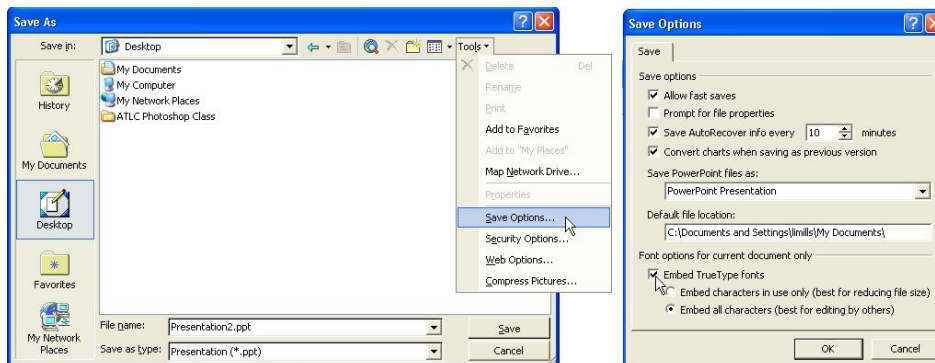 Save As
Save in:
Desktop
Tools
History
My Documents
Desktop
Favorites
My Network
Places
My Documents
My Computer
My Network Places
ATLC Photoshop Class
Delete Del
Rename
Print
Add to Favorites
Add to "My Places"
Map Network Drive...
Properties
Save Options...
Security Options...
Web Options...
Compress Pictures...
File name:
Presentation2.ppt
Save
Save as type:
Presentation (*.ppt)
Cancel
Save Options
Save
Save options
Allow fast saves
Prompt for file properties
Save AutoRecover info every 10 minutes
Convert charts when saving as previous version
Save PowerPoint files as:
PowerPoint Presentation
Default file location:
C:\Documents and Settings\limills\My Documents\
Font options for current document only
Embed TrueType fonts
Embed characters in use only (best for reducing file size)
Embed all characters (best for editing by others)
OK
Cancel